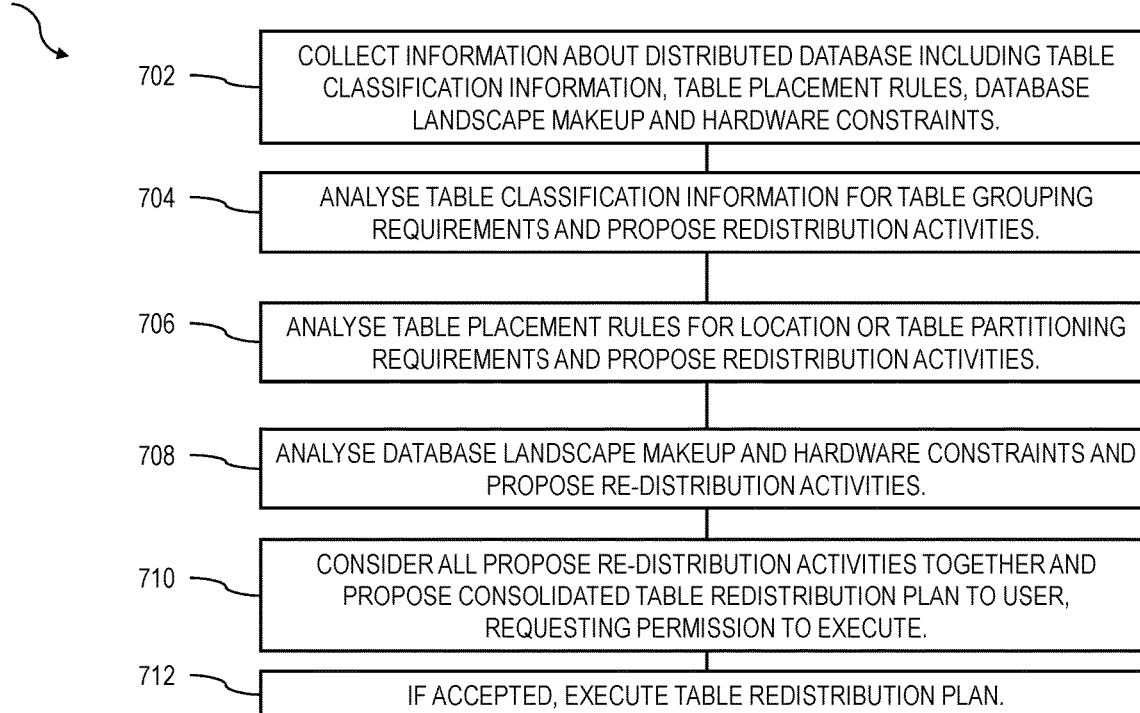 702
COLLECT INFORMATION ABOUT DISTRIBUTED DATABASE INCLUDING TABLE
CLASSIFICATION INFORMATION, TABLE PLACEMENT RULES, DATABASE
LANDSCAPE MAKEUP AND HARDWARE CONSTRAINTS.
704
ANALYSE TABLE CLASSIFICATION INFORMATION FOR TABLE GROUPING
REQUIREMENTS AND PROPOSE REDISTRIBUTION ACTIVITIES.
706
ANALYSE TABLE PLACEMENT RULES FOR LOCATION OR TABLE PARTITIONING
REQUIREMENTS AND PROPOSE REDISTRIBUTION ACTIVITIES.
708
ANALYSE DATABASE LANDSCAPE MAKEUP AND HARDWARE CONSTRAINTS AND
PROPOSE RE-DISTRIBUTION ACTIVITIES.
710
CONSIDER ALL PROPOSE RE-DISTRIBUTION ACTIVITIES TOGETHER AND
PROPOSE CONSOLIDATED TABLE REDISTRIBUTION PLAN TO USER,
REQUESTING PERMISSION TO EXECUTE.
712
IF ACCEPTED, EXECUTE TABLE REDISTRIBUTION PLAN.